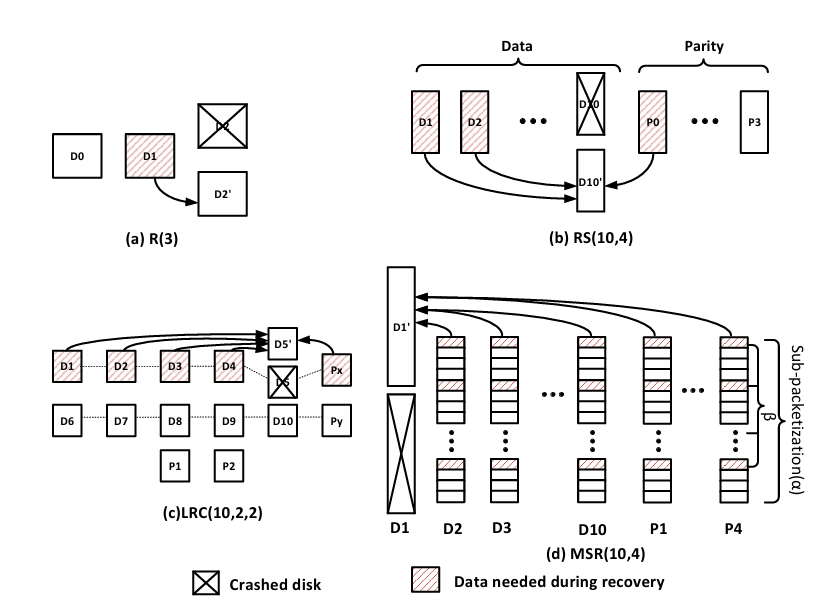 Data
Parity
D0
D1
D2
D2'
(a) R(3)
D1
D2
•••
D10
D10'
P0
•••
P3
(b) RS(10,4)
D1
D2
D3
D4
D5'
D5
Px
D6
D7
D8
D9
D10
Py
P1
P2
(c)LRC(10,2,2)
D1'
•••
•••
β
Sub-packetization(α)
D1
D2
D3
D10
P1
P4
(d) MSR(10,4)
Crashed disk
Data needed during recovery